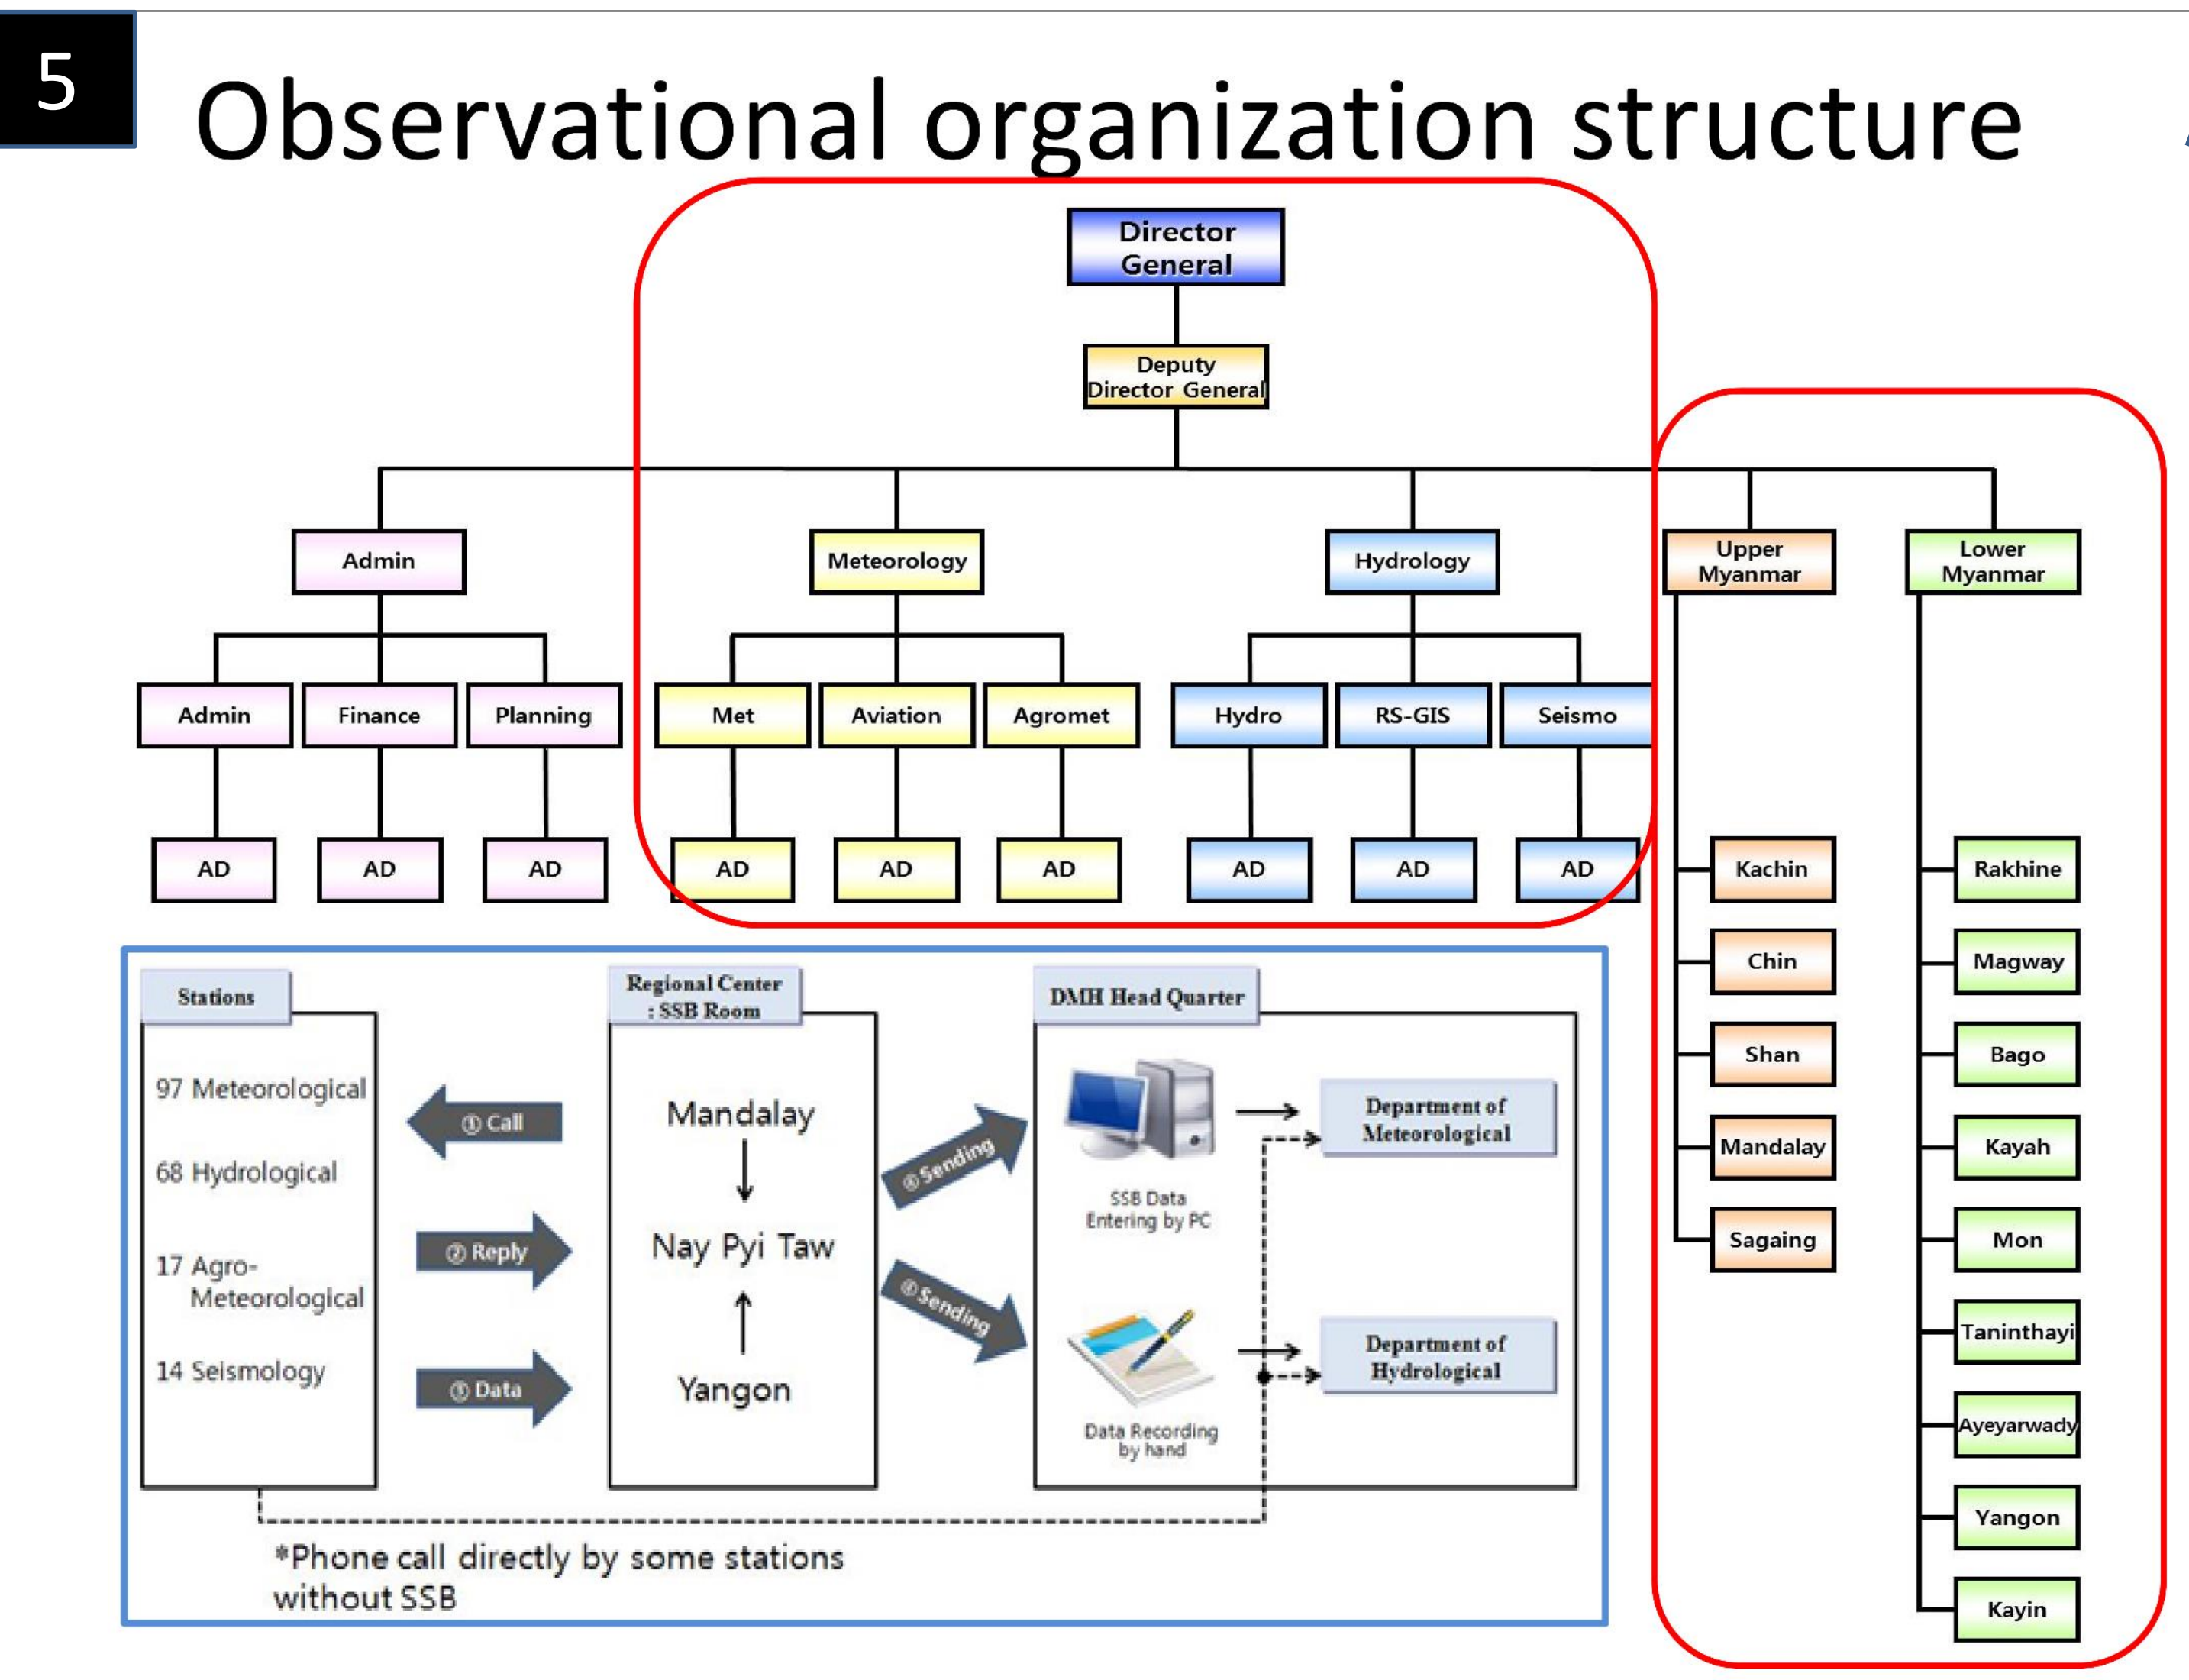 5
Observational organization structure
Director
General
Deputy
Director General
Admin
Meteorology
Hydrology
Upper
Myanmar
Lower
Myanmar
Admin
Finance
Planning
Met
Aviation
Agromet
Hydro
RS-GIS
Seismo
AD
AD
AD
AD
AD
AD
AD
AD
AD
Kachin
Chin
Shan
Mandalay
Sagaing
Rakhine
Magway
Bago
Kayah
Mon
Taninthayi
Ayeyarwady
Yangon
Kayin
Stations
97 Meteorological
68 Hydrological
17 Agro-
Meteorological
14 Seismology
① Call
② Reply
③ Data
Regional Center
: SSB Room
Mandalay
Nay Pyi Taw
Yangon
④ Sending
④ Sending
DMH Head Quarter
SSB Data
Entering by PC
Data Recording
by hand
Department of
Meteorological
Department of
Hydrological
*Phone call directly by some stations
without SSB